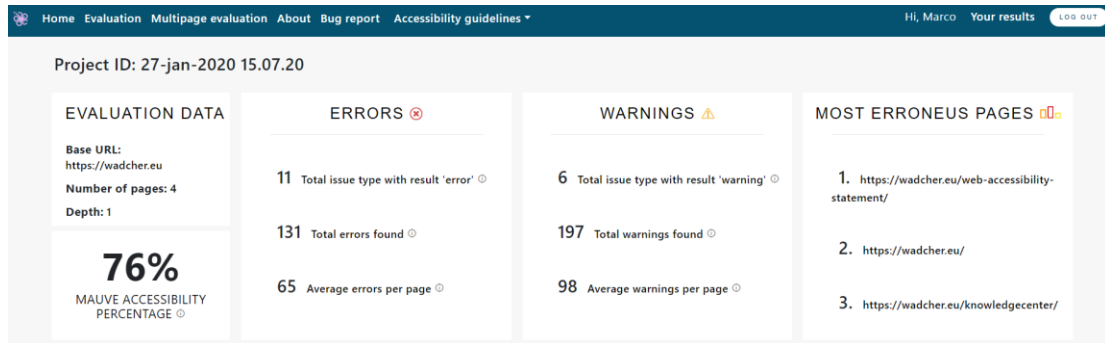 Home Evaluation Multipage evaluation About Bug report Accessibility guidelines Hi, Marco Your results LOG OUT
Project ID: 27-jan-2020 15.07.20
EVALUATION DATA
Base URL:
https://wadcher.eu
Number of pages: 4
Depth: 1
76%
MAUVE ACCESSIBILITY
PERCENTAGE
ERRORS
11 Total issue type with result 'error'
131 Total errors found
65 Average errors per page
WARNINGS
6 Total issue type with result 'warning'
197 Total warnings found
98 Average warnings per page
MOST ERRONEUS PAGES
1. https://wadcher.eu/web-accessibility-
statement/
2. https://wadcher.eu/
3. https://wadcher.eu/knowledgecenter/